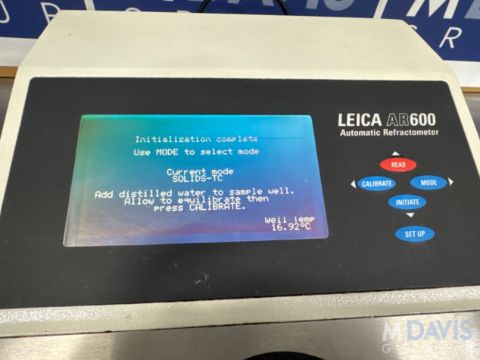 LEICA AR600
Automatic Refractometer
Initialization complete
Use MODE to select mode
Current mode
SOLIDS-TC
Add distilled water to sample well.
Allow to equilibrate then
press CALIBRATE.
Well Temp
16.92°C
READ
CALIBRATE
MODE
INITIATE
SET UP
DAVIS